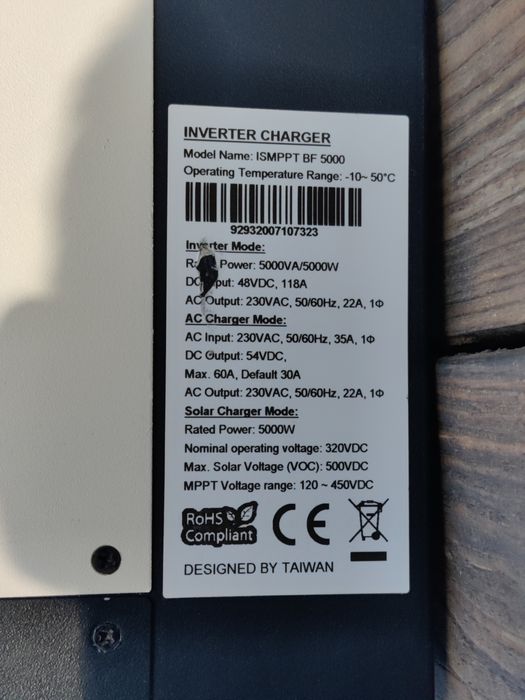 INVERTER CHARGER
Model Name: ISMPPT BF 5000
Operating Temperature Range: -10~ 50°C
92932007107323
Inverter Mode:
Power: 5000VA/5000W
DC put: 48VDC, 118A
AC Output: 230VAC, 50/60Hz, 22A, 1Φ
AC Charger Mode:
AC Input: 230VAC, 50/60Hz, 35A, 1Φ
DC Output: 54VDC,
Max. 60A, Default 30A
AC Output: 230VAC, 50/60Hz, 22A, 1Φ
Solar Charger Mode:
Rated Power: 5000W
Nominal operating voltage: 320VDC
Max. Solar Voltage (VOC): 500VDC
MPPT Voltage range: 120 ~ 450VDC
RoHS
Compliant
CE
DESIGNED BY TAIWAN